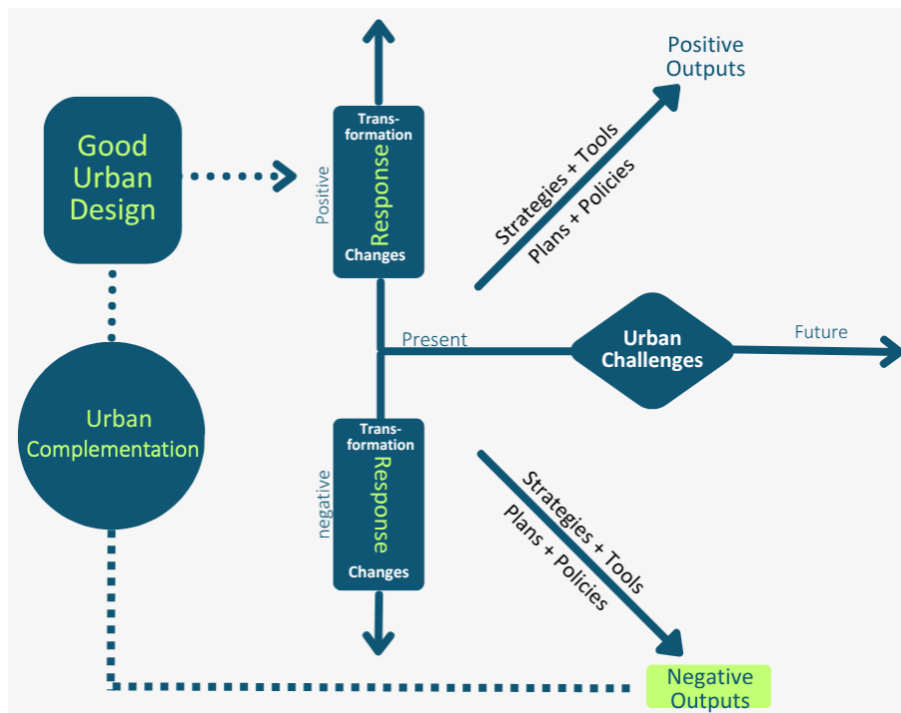 Positive
Outputs
Good
Urban
Design
Trans-
formation
Response
Changes
Positive
Strategies + Tools
Plans + Policies
Present
Urban
Challenges
Future
Urban
Complementation
Trans-
formation
Response
Changes
negative
Strategies + Tools
Plans + Policies
Negative
Outputs